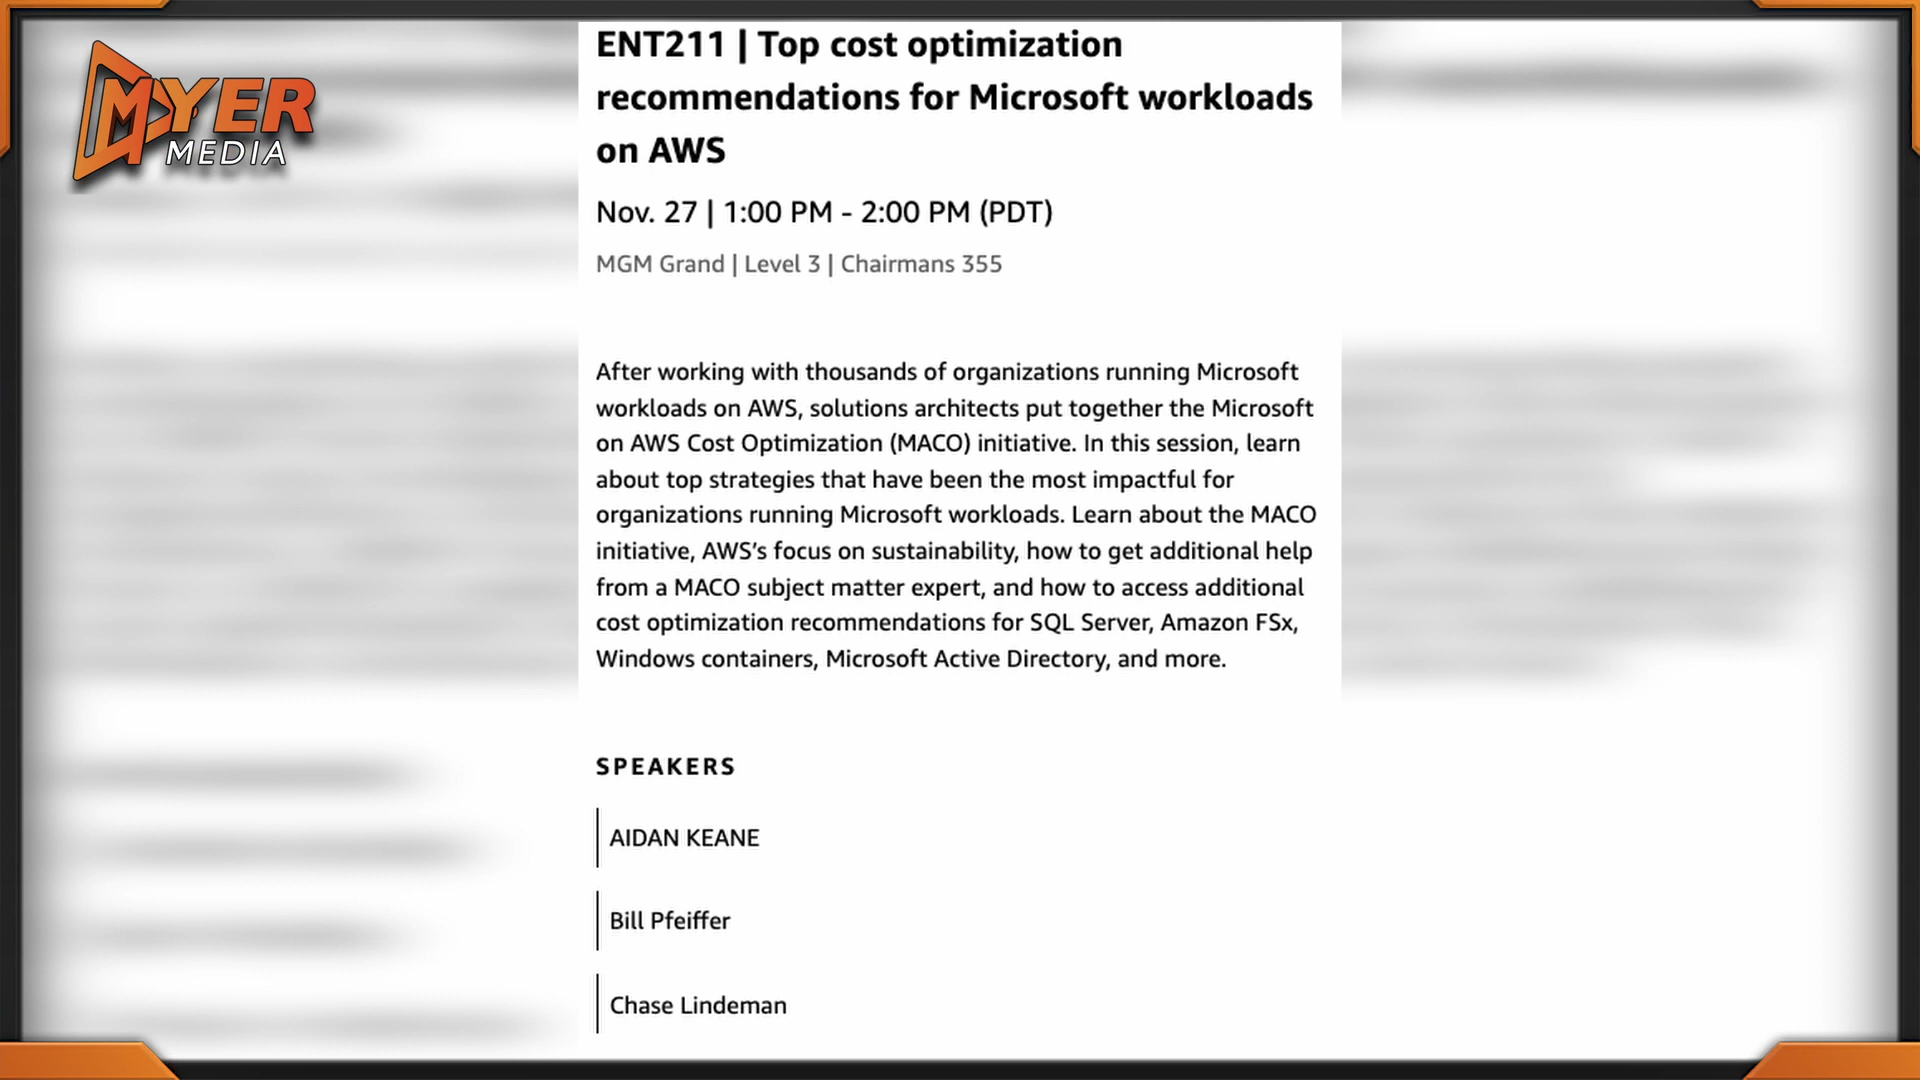 MYER
MEDIA
ENT211 | Top cost optimization
recommendations for Microsoft workloads
on AWS
Nov. 27 | 1:00 PM - 2:00 PM (PDT)
MGM Grand | Level 3 | Chairmans 355
After working with thousands of organizations running Microsoft
workloads on AWS, solutions architects put together the Microsoft
on AWS Cost Optimization (MACO) initiative. In this session, learn
about top strategies that have been the most impactful for
organizations running Microsoft workloads. Learn about the MACO
initiative, AWS’s focus on sustainability, how to get additional help
from a MACO subject matter expert, and how to access additional
cost optimization recommendations for SQL Server, Amazon FSx,
Windows containers, Microsoft Active Directory, and more.
SPEAKERS
AIDAN KEANE
Bill Pfeiffer
Chase Lindeman